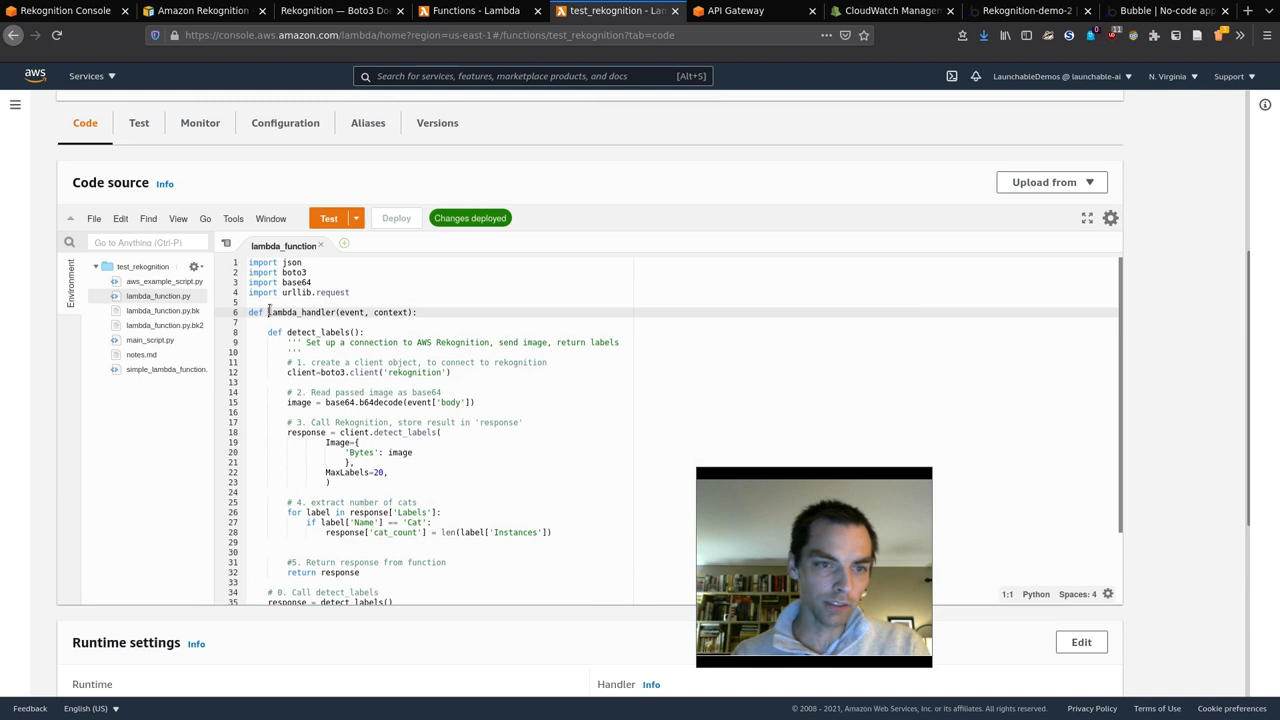 Rekognition Console
Amazon Rekognition
Rekognition — Boto3 Do
Functions - Lambda
test_rekognition - Lan
API Gateway
CloudWatch Manage
Rekognition-demo-2
Bubble | No-code app
https://console.aws.amazon.com/lambda/home?region=us-east-1#/functions/test_rekognition?tab=code
aws
Services
Search for services, features, marketplace products, and docs
[Alt+S]
LaunchableDemos @ launchable-ai
N. Virginia
Support
Code
Test
Monitor
Configuration
Aliases
Versions
Code source
Info
Upload from
File
Edit
Find
View
Go
Tools
Window
Test
Deploy
Changes deployed
Go to Anything (Ctrl-P)
lambda_function
Environment
test_rekognition
aws_example_script.py
lambda_function.py
lambda_function.py.bk
lambda_function.py.bk2
main_script.py
notes.md
simple_lambda_function.
1 import json
2 import boto3
3 import base64
4 import urllib.request
5
6 def lambda_handler(event, context):
7
8 def detect_labels():
9 ''' Set up a connection to AWS Rekognition, send image, return labels
10 '''
11 # 1. create a client object, to connect to rekognition
12 client=boto3.client('rekognition')
13
14 # 2. Read passed image as base64
15 image = base64.b64decode(event['body'])
16
17 # 3. Call Rekognition, store result in 'response'
18 response = client.detect_labels(
19 Image={
20 'Bytes': image
21 },
22 MaxLabels=20,
23 )
24
25 # 4. extract number of cats
26 for label in response['Labels']:
27 if label['Name'] == 'Cat':
28 response['cat_count'] = len(label['Instances'])
29
30
31 #5. Return response from function
32 return response
33
34 # 0. Call detect_labels
35 response = detect_labels()
1:1
Python
Spaces: 4
Runtime settings
Info
Edit
Runtime
Handler
Info
Feedback
English (US)
© 2008 - 2021, Amazon Web Services, Inc. or its affiliates. All rights reserved.
Privacy Policy
Terms of Use
Cookie preferences